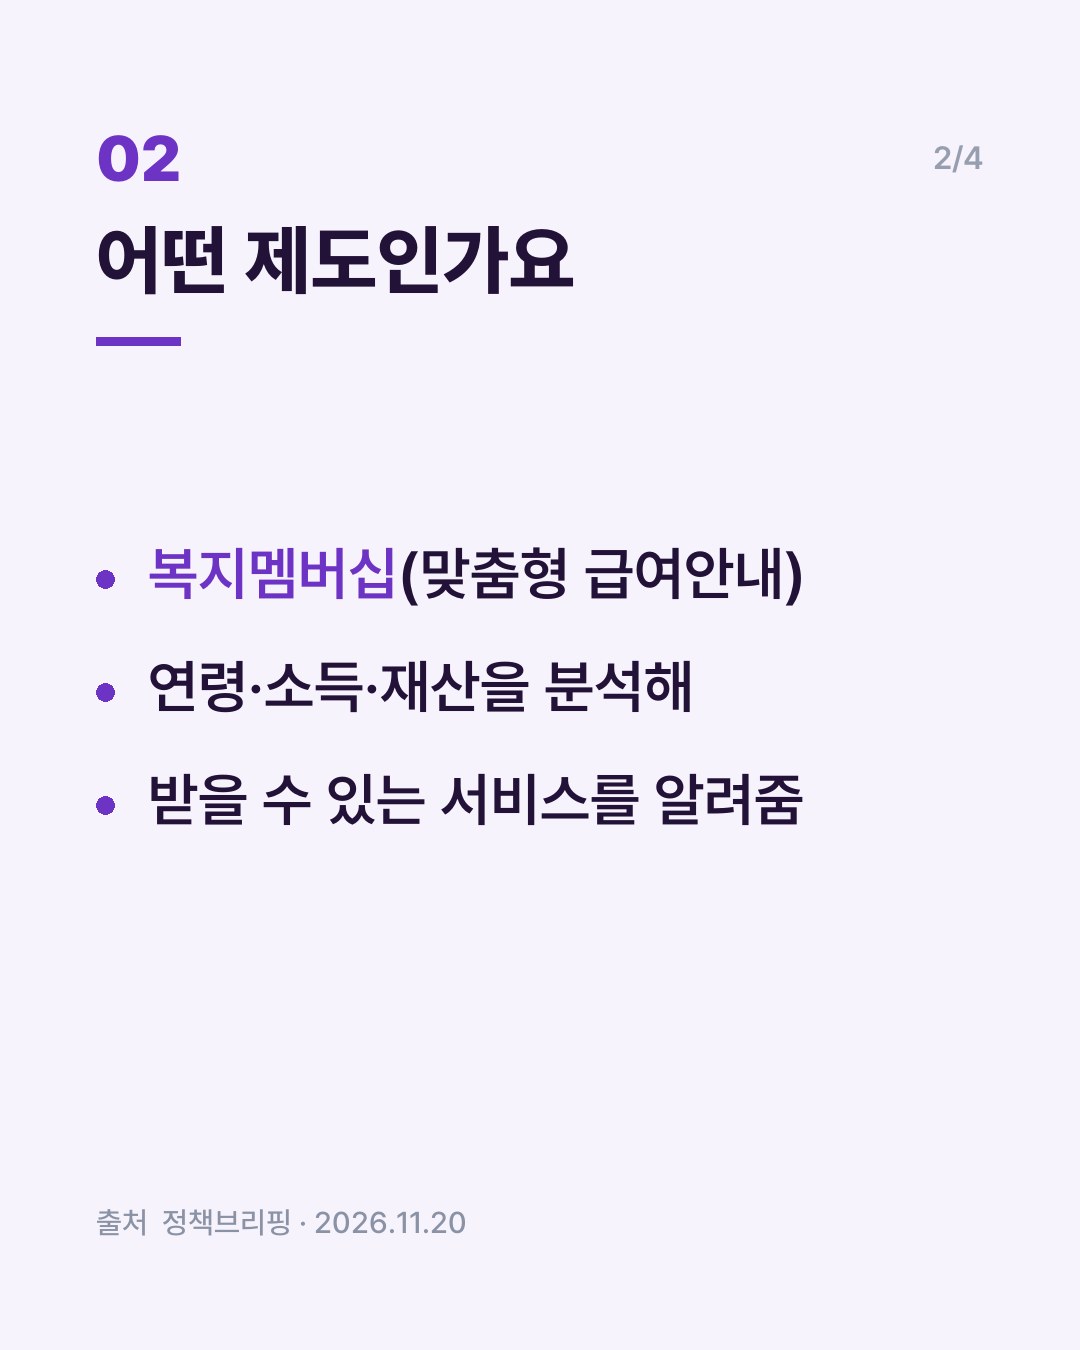 02
2/4
어떤 제도인가요
복지멤버십(맞춤형 급여안내)
연령·소득·재산을 분석해
받을 수 있는 서비스를 알려줌
출처 정책브리핑 · 2026.11.20